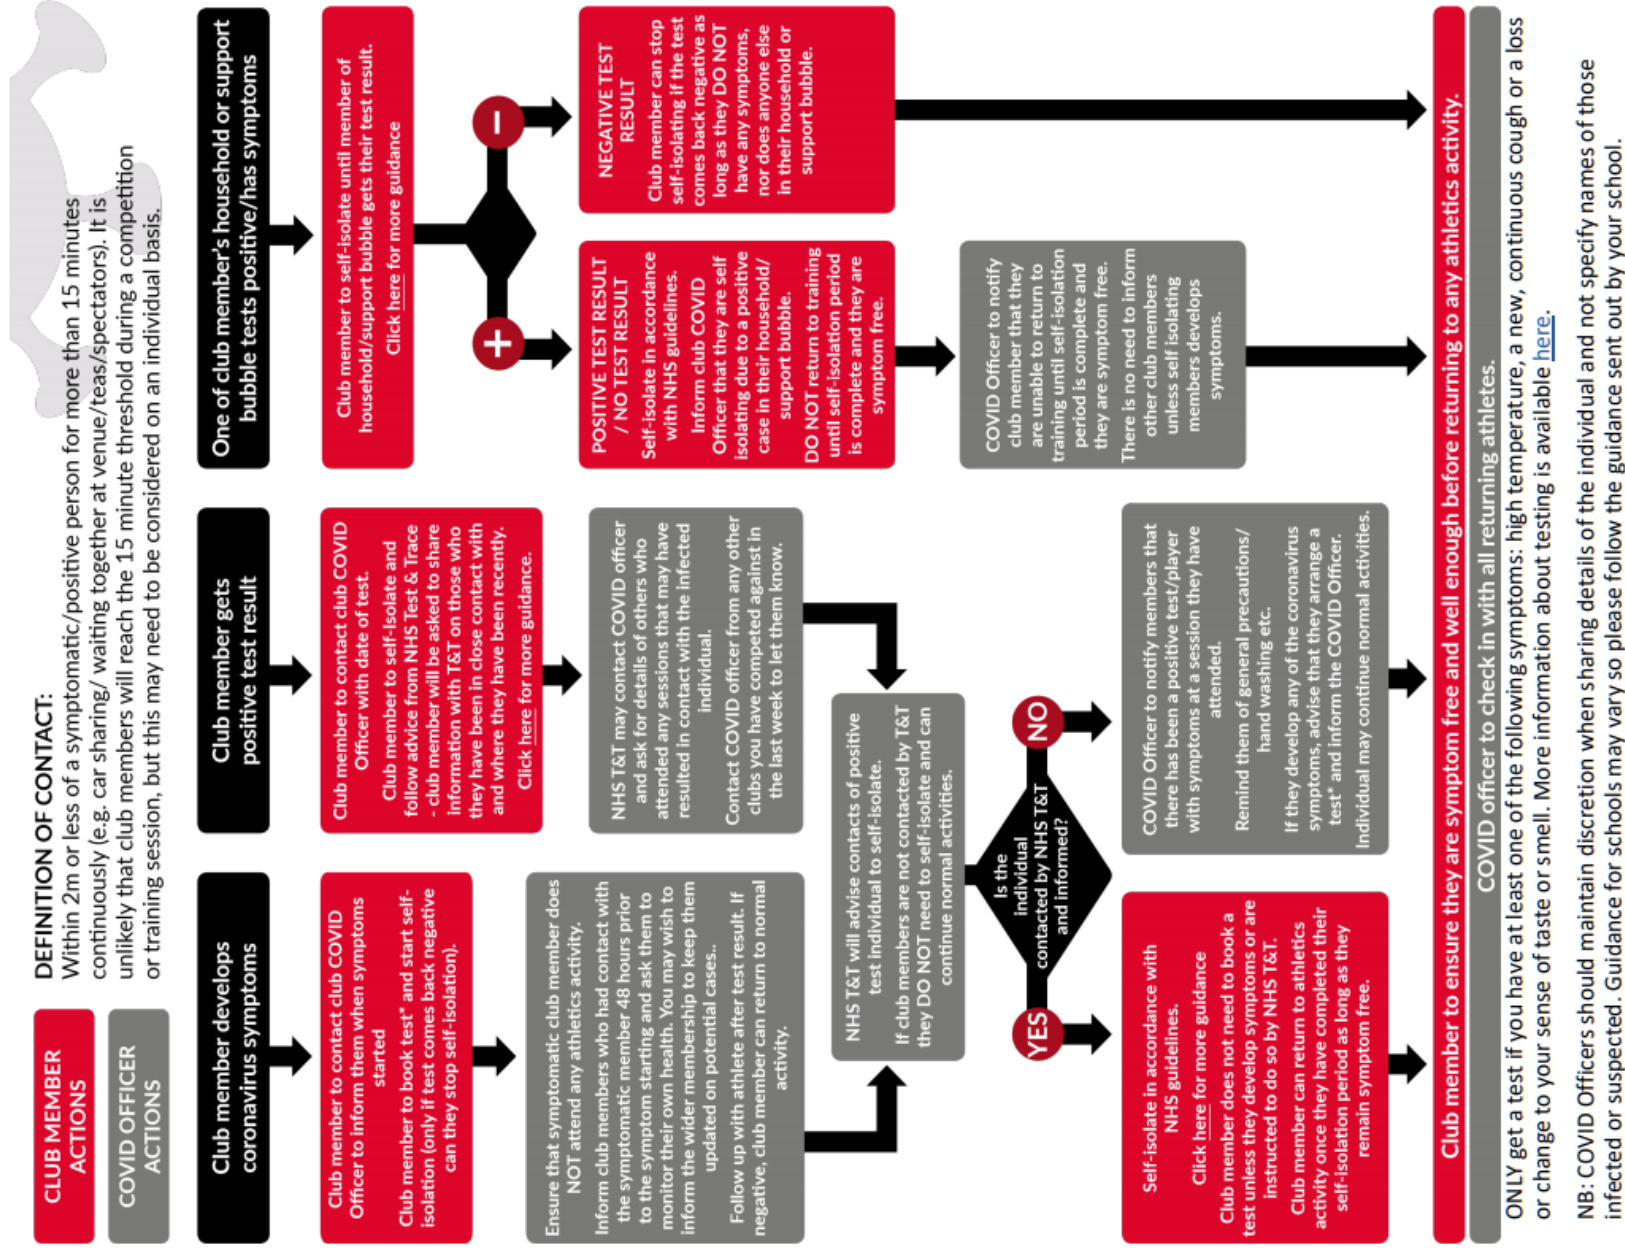 CLUB MEMBER
ACTIONS
COVID OFFICER
ACTIONS
DEFINITION OF CONTACT:
Within 2m or less of a symptomatic/positive person for more than 15 minutes
continuously (e.g. car sharing/ waiting together at venue/teas/spectators). It is
unlikely that club members will reach the 15 minute threshold during a competition
or training session, but this may need to be considered on an individual basis.
Club member develops
coronavirus symptoms
Club member to contact club COVID
Officer to inform them when symptoms
started
Club member to book test* and start self-
isolation (only if test comes back negative
can they stop self-isolation).
Ensure that symptomatic club member does
NOT attend any athletics activity.
Inform club members who had contact with
the symptomatic member 48 hours prior
to the symptom starting and ask them to
monitor their own health. You may wish to
inform the wider membership to keep them
updated on potential cases..
Follow up with athlete after test result. If
negative, club member can return to normal
activity.
Club member gets
positive test result
Club member to contact club COVID
Officer with date of test.
Club member to self-isolate and
follow advice from NHS Test & Trace
- club member will be asked to share
information with T&T on those who
they have been in close contact with
and where they have been recently.
Click here for more guidance.
NHS T&T may contact COVID officer
and ask for details of others who
attended any sessions that may have
resulted in contact with the infected
individual.
Contact COVID officer from any other
clubs you have competed against in
the last week to let them know.
NHS T&T will advise contacts of positive
test individual to self-isolate.
If club members are not contacted by T&T
they DO NOT need to self-isolate and can
continue normal activities.
Is the
individual
contacted by NHS T&T
and informed?
YES
NO
Self-isolate in accordance with
NHS guidelines.
Click here for more guidance
Club member does not need to book a
test unless they develop symptoms or are
instructed to do so by NHS T&T.
Club member can return to athletics
activity once they have completed their
self-isolation period as long as they
remain symptom free.
COVID Officer to notify members that
there has been a positive test/player
with symptoms at a session they have
attended.
Remind them of general precautions/
hand washing etc.
If they develop any of the coronavirus
symptoms, advise that they arrange a
test* and inform the COVID Officer.
Individual may continue normal activities.
One of club member's household or support
bubble tests positive/has symptoms
Club member to self-isolate until member of
household/support bubble gets their test result.
Click here for more guidance
+
−
POSITIVE TEST RESULT
/ NO TEST RESULT
Self-isolate in accordance
with NHS guidelines.
Inform club COVID
Officer that they are self
isolating due to a positive
case in their household/
support bubble.
DO NOT return to training
until self-isolation period
is complete and they are
symptom free.
NEGATIVE TEST
RESULT
Club member can stop
self-isolating if the test
comes back negative as
long as they DO NOT
have any symptoms,
nor does anyone else
in their household or
support bubble.
COVID Officer to notify
club member that they
are unable to return to
training until self-isolation
period is complete and
they are symptom free.
There is no need to inform
other club members
unless self isolating
members develops
symptoms.
Club member to ensure they are symptom free and well enough before returning to any athletics activity.
COVID officer to check in with all returning athletes.
ONLY get a test if you have at least one of the following symptoms: high temperature, a new, continuous cough or a loss
or change to your sense of taste or smell. More information about testing is available here.
NB: COVID Officers should maintain discretion when sharing details of the individual and not specify names of those
infected or suspected. Guidance for schools may vary so please follow the guidance sent out by your school.